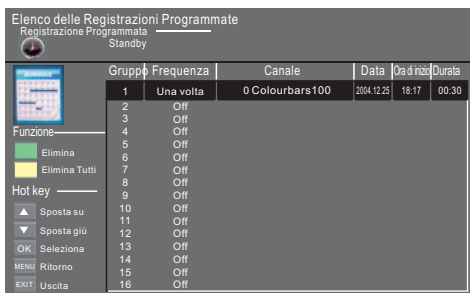 Elenco delle Registrazioni Programmate
Registrazione Programmata
Standby
Gruppo Frequenza Canale Data Ora d'inizio Durata
1 Una volta 0 Colourbars100 2004.12.25 18:17 00:30
2 Off
3 Off
4 Off
5 Off
6 Off
7 Off
8 Off
9 Off
10 Off
11 Off
12 Off
13 Off
14 Off
15 Off
16 Off
Funzione
Elimina
Elimina Tutti
Hot key
Sposta su
Sposta giù
OK Seleziona
MENU Ritorno
EXIT Uscita